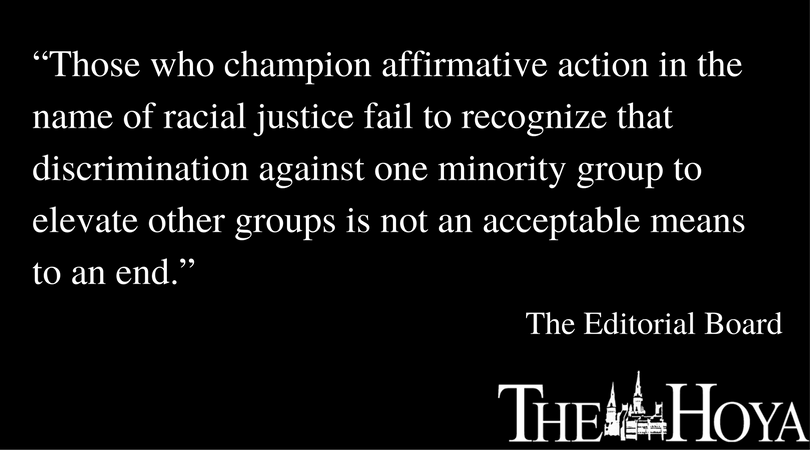 “Those who champion affirmative action in the
name of racial justice fail to recognize that
discrimination against one minority group to
elevate other groups is not an acceptable means
to an end.”
The Editorial Board
THE HOYA